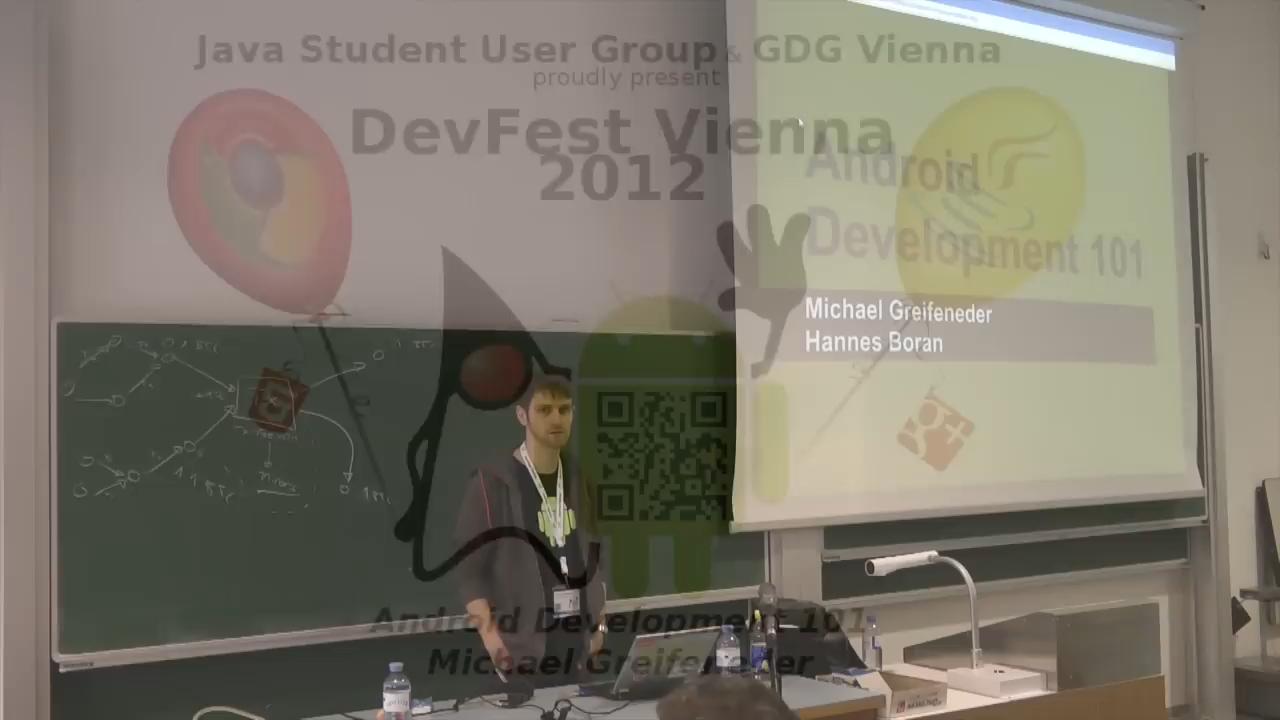 Java Student User Group & GDG Vienna
proudly present
DevFest Vienna
2012
Android
Development 101
Michael Greifeneder
Hannes Boran
Android Development 101
Michael Greifeneder